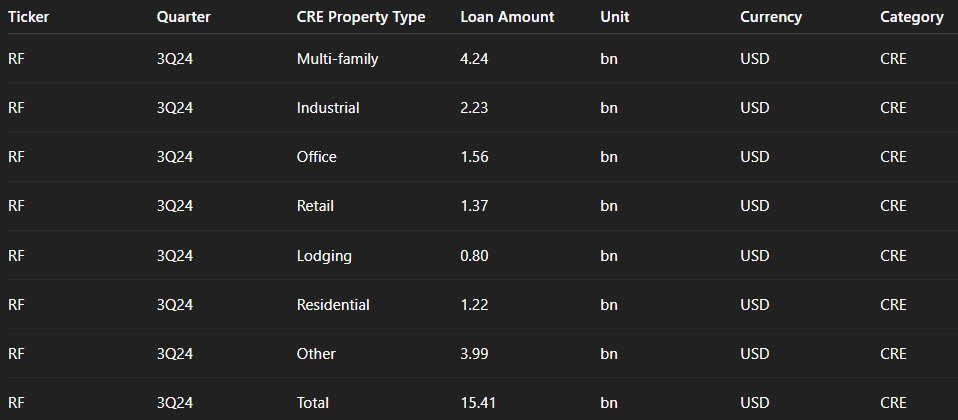 Ticker Quarter CRE Property Type Loan Amount Unit Currency Category
RF 3Q24 Multi-family 4.24 bn USD CRE
RF 3Q24 Industrial 2.23 bn USD CRE
RF 3Q24 Office 1.56 bn USD CRE
RF 3Q24 Retail 1.37 bn USD CRE
RF 3Q24 Lodging 0.80 bn USD CRE
RF 3Q24 Residential 1.22 bn USD CRE
RF 3Q24 Other 3.99 bn USD CRE
RF 3Q24 Total 15.41 bn USD CRE